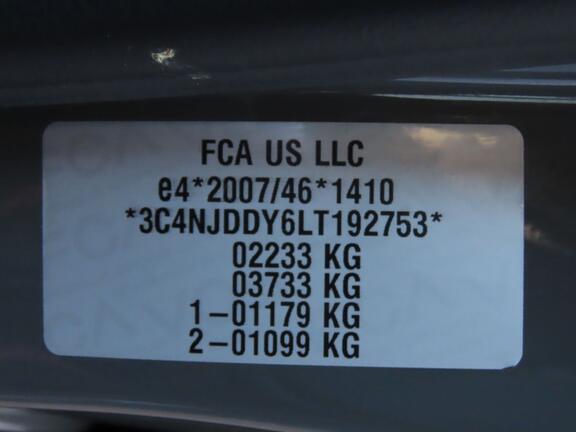 FCA US LLC
e4*2007/46*1410
*3C4NJDDY6LT192753*
02233 KG
03733 KG
1-01179 KG
2-01099 KG